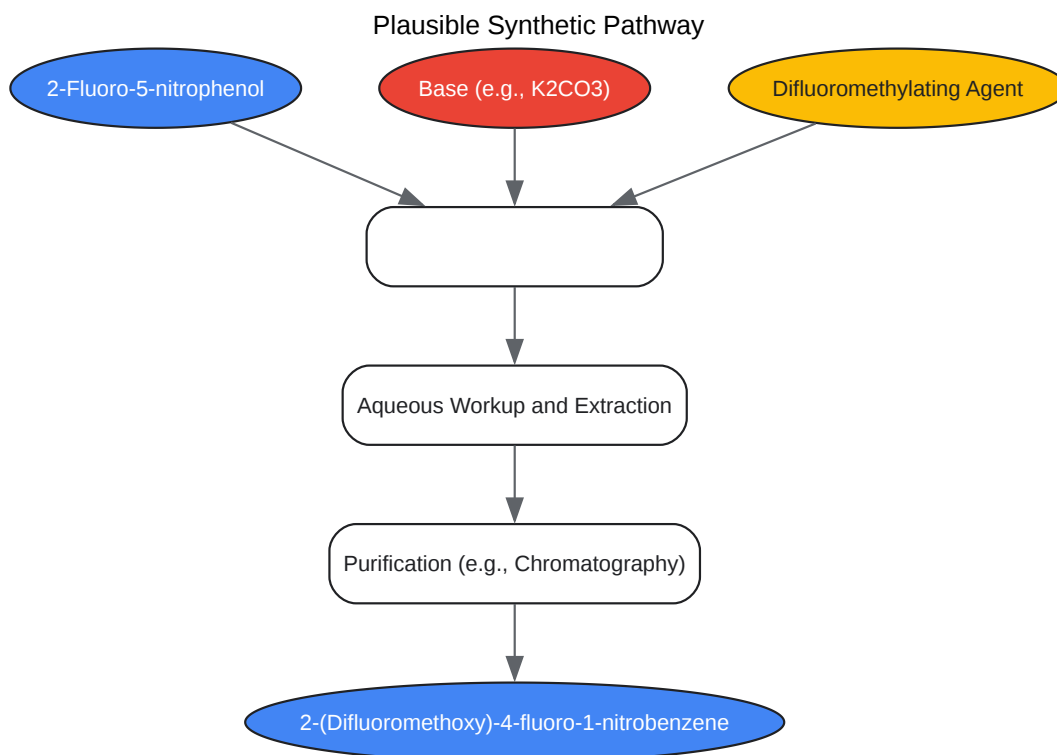 Plausible Synthetic Pathway
2-Fluoro-5-nitrophenol
Base (e.g., K2CO3)
Difluoromethylating Agent
Aqueous Workup and Extraction
Purification (e.g., Chromatography)
2-(Difluoromethoxy)-4-fluoro-1-nitrobenzene